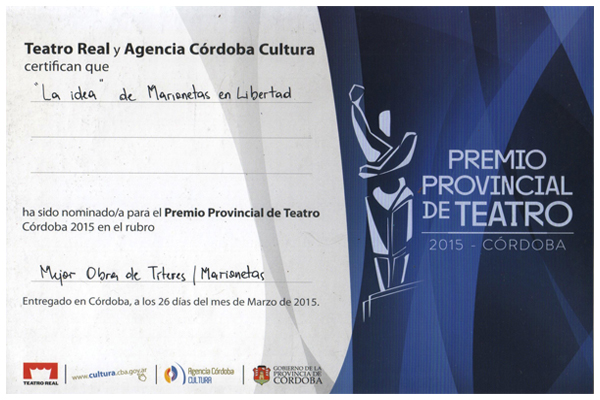 Teatro Real y Agencia Córdoba Cultura
certifican que
"La idea" de Marionetas en Libertad
ha sido nominado/a para el Premio Provincial de Teatro
Córdoba 2015 en el rubro
Mejor Obra de Títeres / Marionetas
Entregado en Córdoba, a los 26 días del mes de Marzo de 2015.
PREMIO
PROVINCIAL
DE TEATRO
2015 - CÓRDOBA
TEATRO REAL
www.cultura.cba.gov.ar
Agencia Córdoba
CULTURA
GOBIERNO DE LA
PROVINCIA DE
CÓRDOBA